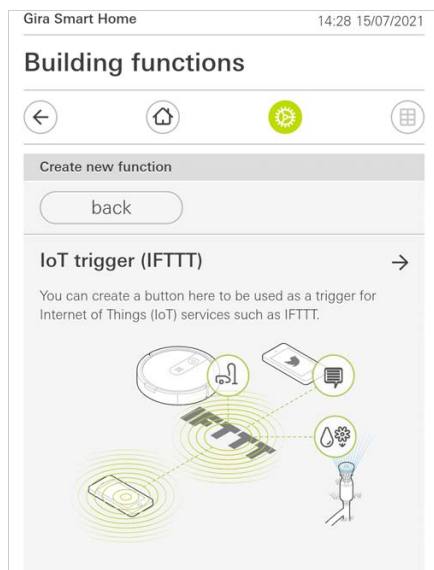 Gira Smart Home 14:28 15/07/2021
Building functions
Create new function
back
IoT trigger (IFTTT)
You can create a button here to be used as a trigger for
Internet of Things (IoT) services such as IFTTT.
IFTTT